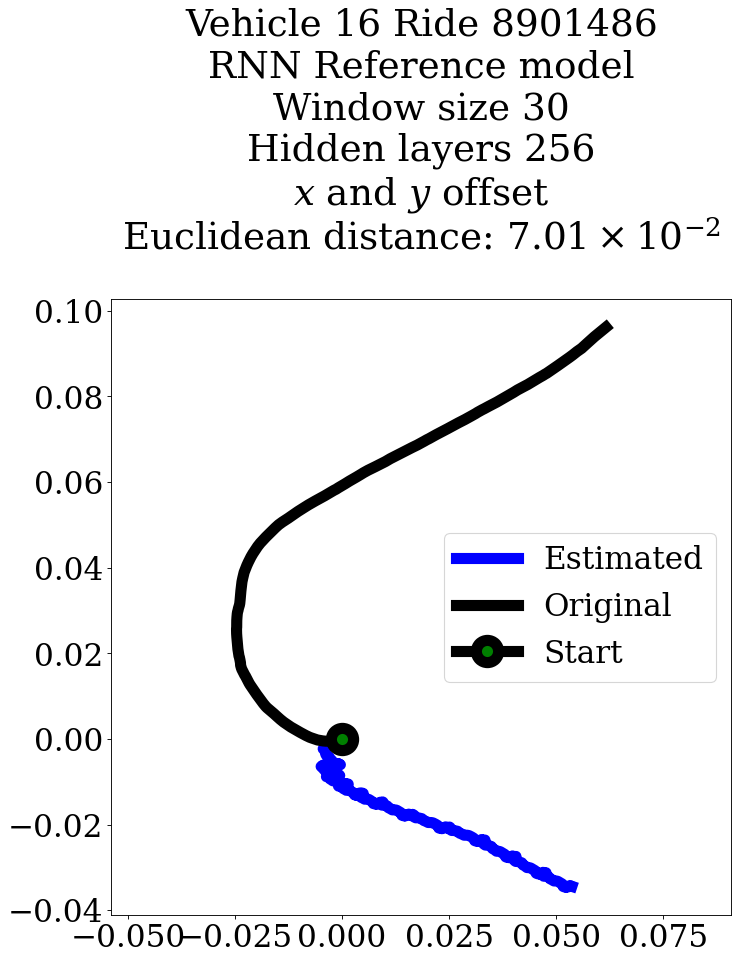 Vehicle 16 Ride 8901486
RNN Reference model
Window size 30
Hidden layers 256
x and y offset
Euclidean distance: 7.01 × 10⁻²
0.10
0.08
0.06
0.04
0.02
0.00
−0.02
−0.04
Estimated
Original
Start
−0.050 −0.025 0.000 0.025 0.050 0.075